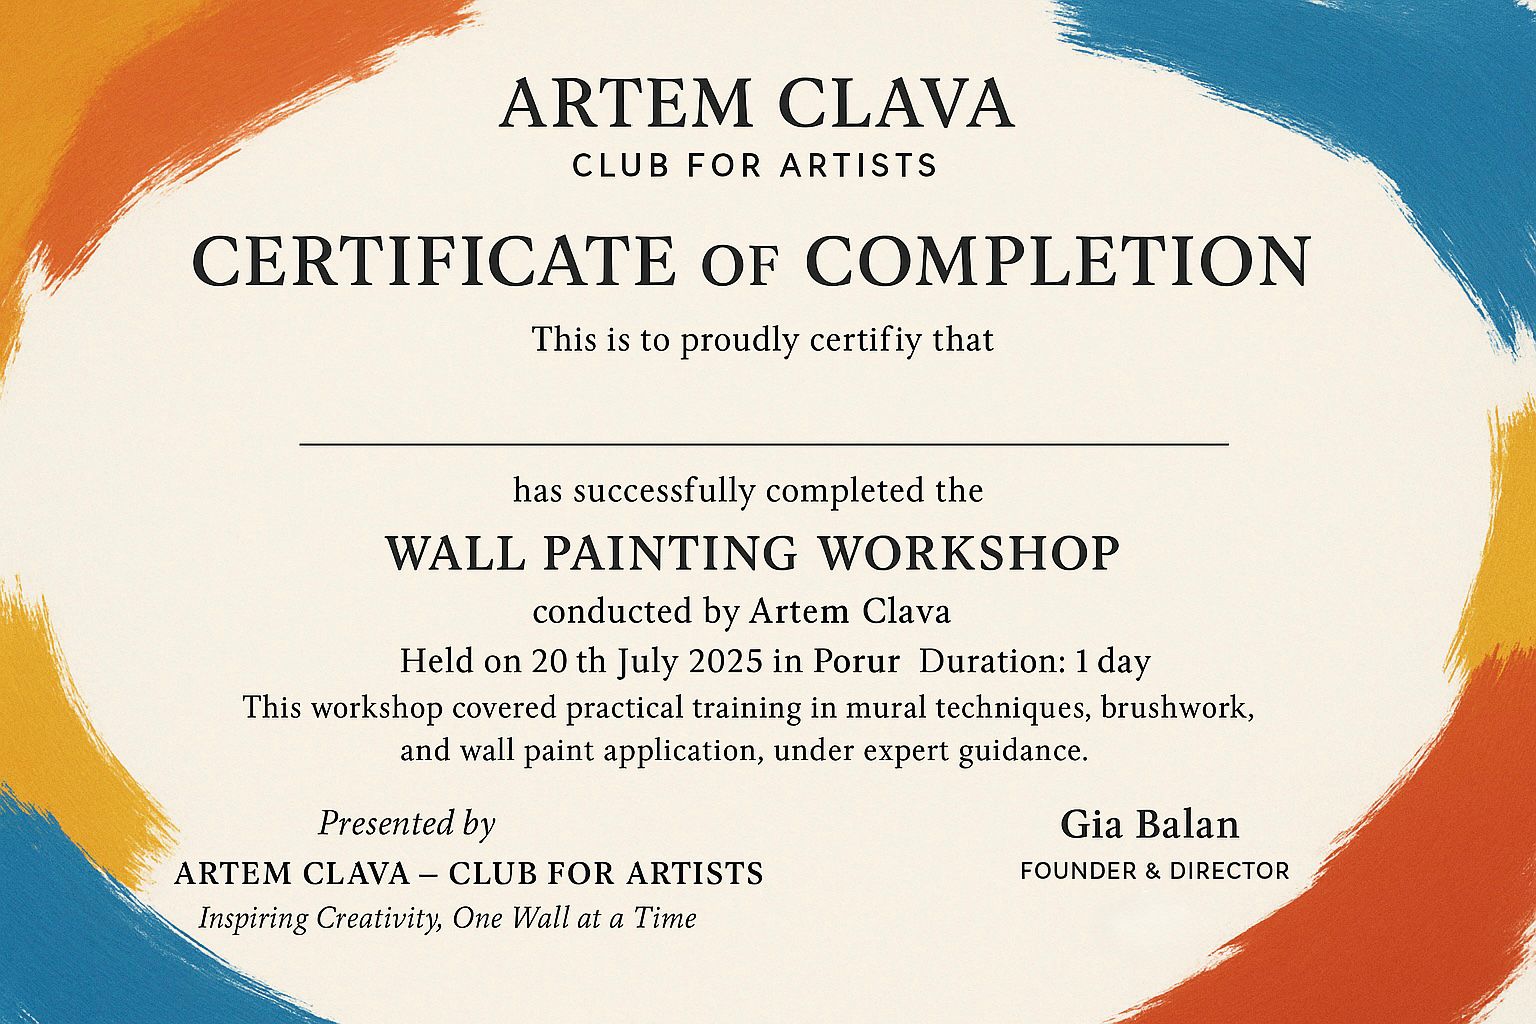 ARTEM CLAVA
CLUB FOR ARTISTS
CERTIFICATE OF COMPLETION
This is to proudly certifiy that
has successfully completed the
WALL PAINTING WORKSHOP
conducted by Artem Clava
Held on 20 th July 2025 in Porur Duration: 1 day
This workshop covered practical training in mural techniques, brushwork,
and wall paint application, under expert guidance.
Presented by
ARTEM CLAVA – CLUB FOR ARTISTS
Inspiring Creativity, One Wall at a Time
Gia Balan
FOUNDER & DIRECTOR